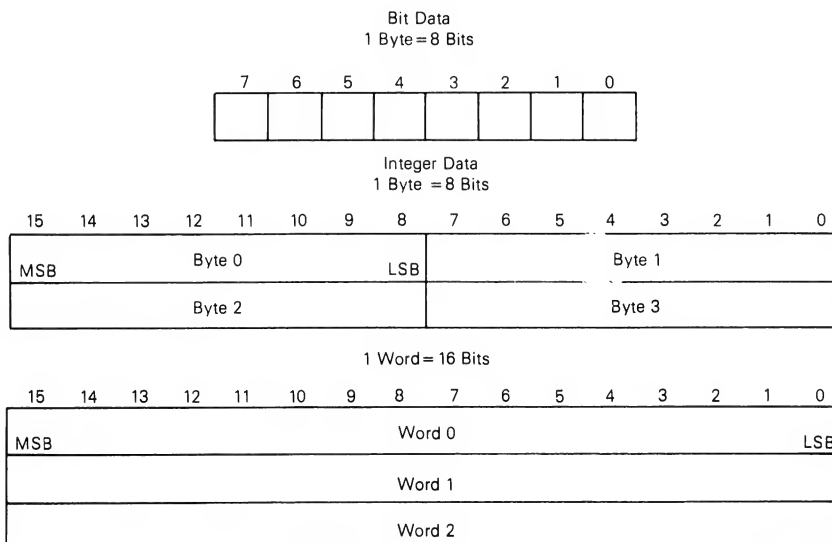 Bit Data
1 Byte = 8 Bits
7 6 5 4 3 2 1 0
Integer Data
1 Byte = 8 Bits
15 14 13 12 11 10 9 8 7 6 5 4 3 2 1 0
MSB Byte 0 LSB Byte 1
Byte 2 Byte 3
1 Word = 16 Bits
15 14 13 12 11 10 9 8 7 6 5 4 3 2 1 0
MSB Word 0 LSB
Word 1
Word 2